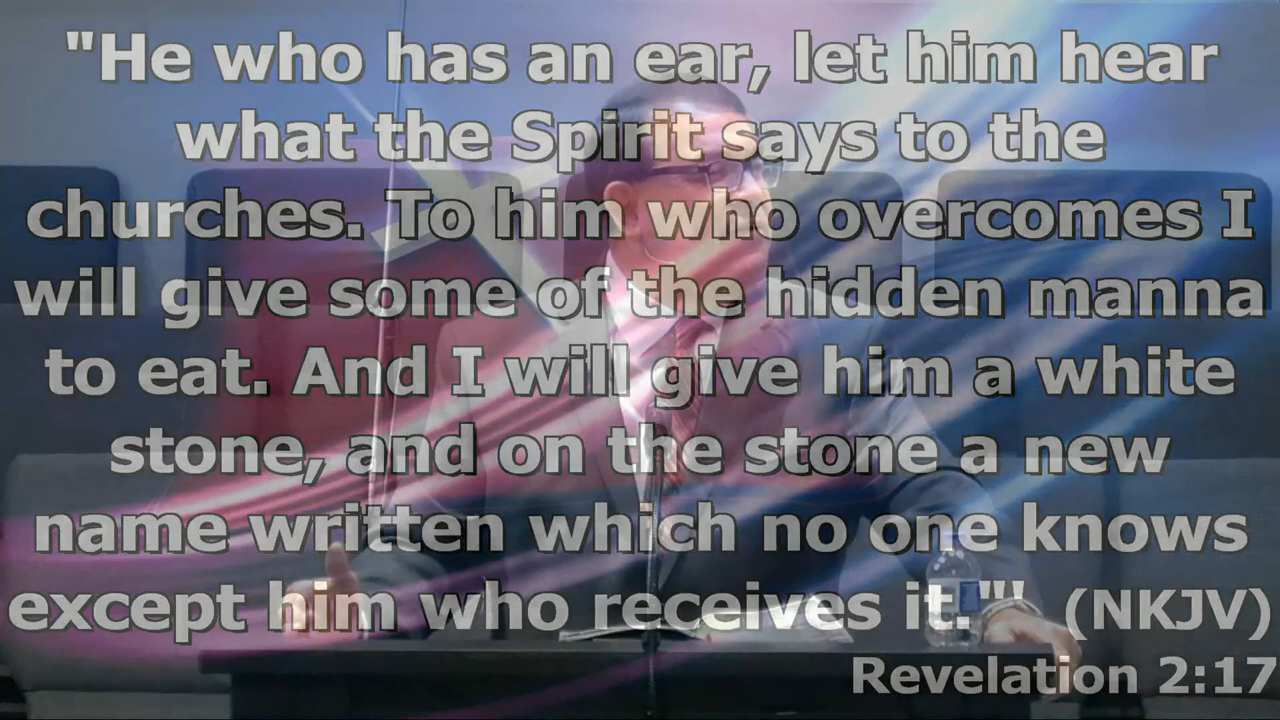 "He who has an ear, let him hear
what the Spirit says to the
churches. To him who overcomes I
will give some of the hidden manna
to eat. And I will give him a white
stone, and on the stone a new
name written which no one knows
except him who receives it."' (NKJV)
Revelation 2:17